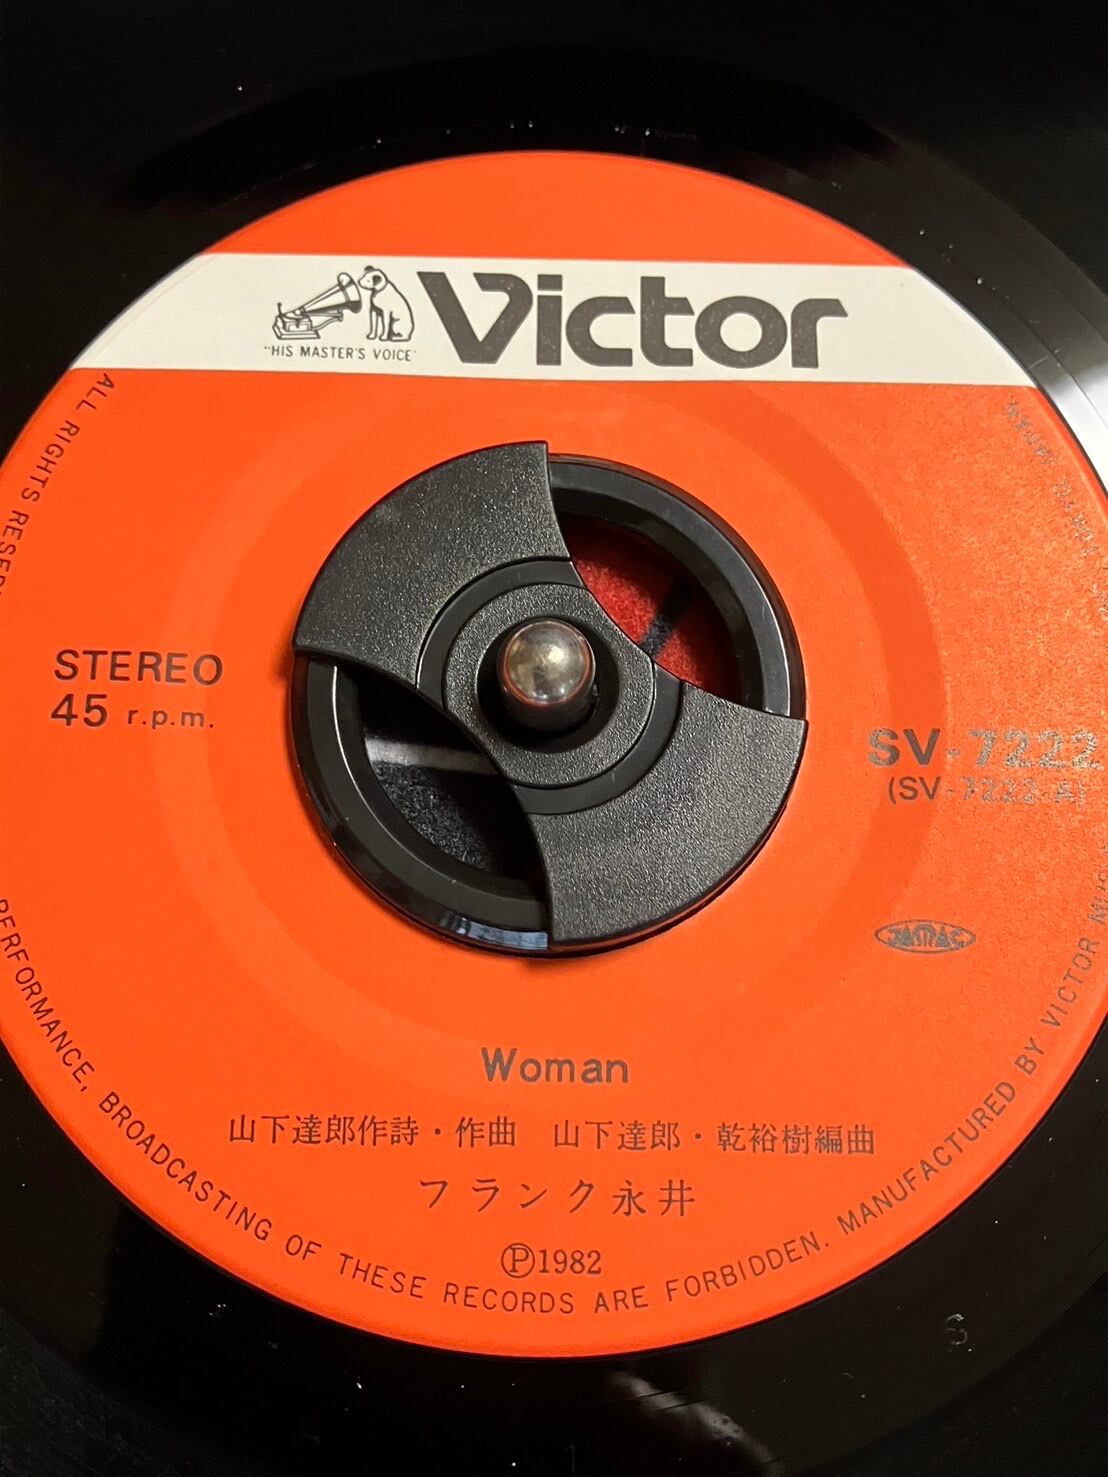 "HIS MASTER'S VOICE"
Victor
STEREO
45 r.p.m.
SV-7222
(SV-7222-A)
JASRAC
Woman
山下達郎作詩・作曲 山下達郎・乾裕樹編曲
フランク永井
Ⓟ1982
ALL RIGHTS
PERFORMANCE, BROADCASTING OF THESE RECORDS ARE FORBIDDEN. MANUFACTURED BY VICTOR
S